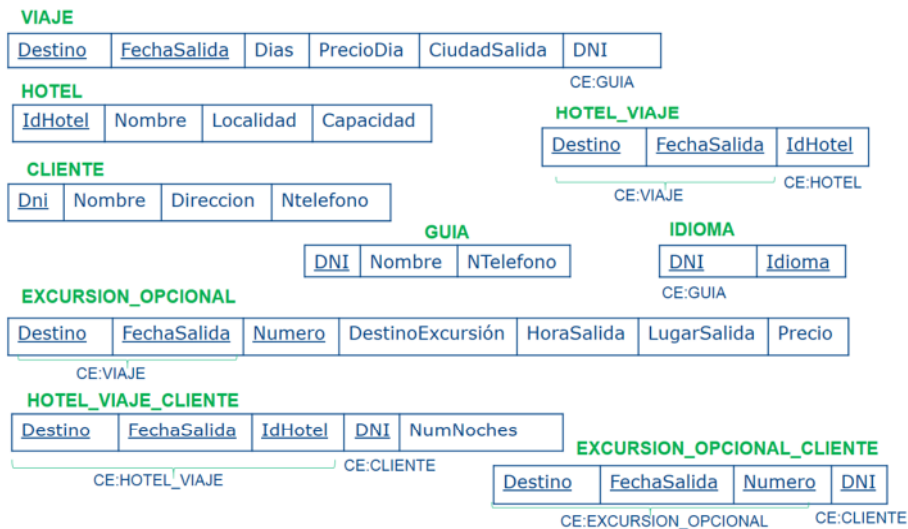 VIAJE
Destino FechaSalida Dias PrecioDia CiudadSalida DNI
CE:GUIA
HOTEL
IdHotel Nombre Localidad Capacidad
HOTEL_VIAJE
Destino FechaSalida IdHotel
CE:VIAJE CE:HOTEL
CLIENTE
Dni Nombre Direccion Ntelefono
GUIA
DNI Nombre NTelefono
IDIOMA
DNI Idioma
CE:GUIA
EXCURSION_OPCIONAL
Destino FechaSalida Numero DestinoExcursión HoraSalida LugarSalida Precio
CE:VIAJE
HOTEL_VIAJE_CLIENTE
Destino FechaSalida IdHotel DNI NumNoches
CE:HOTEL_VIAJE CE:CLIENTE
EXCURSION_OPCIONAL_CLIENTE
Destino FechaSalida Numero DNI
CE:EXCURSION_OPCIONAL CE:CLIENTE